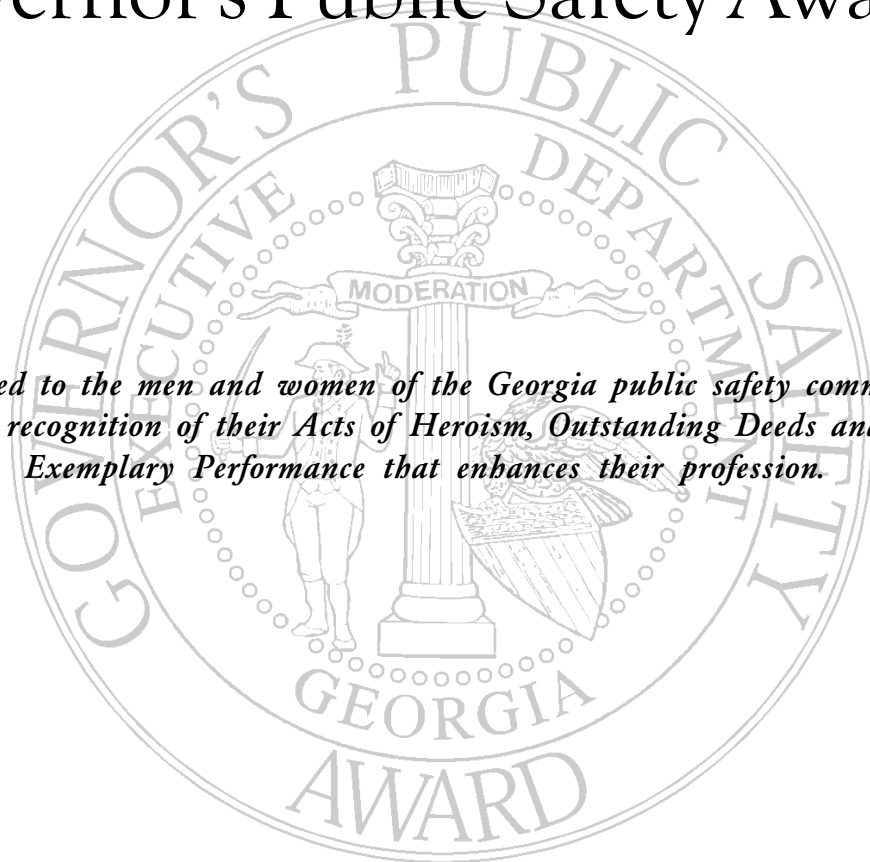 vernor's Public Safety Awa
GOVERNOR'S PUBLIC SAFETY
EXECUTIVE DEPARTMENT
MODERATION
ed to the men and women of the Georgia public safety comm
recognition of their Acts of Heroism, Outstanding Deeds and
Exemplary Performance that enhances their profession.
GEORGIA
AWARD